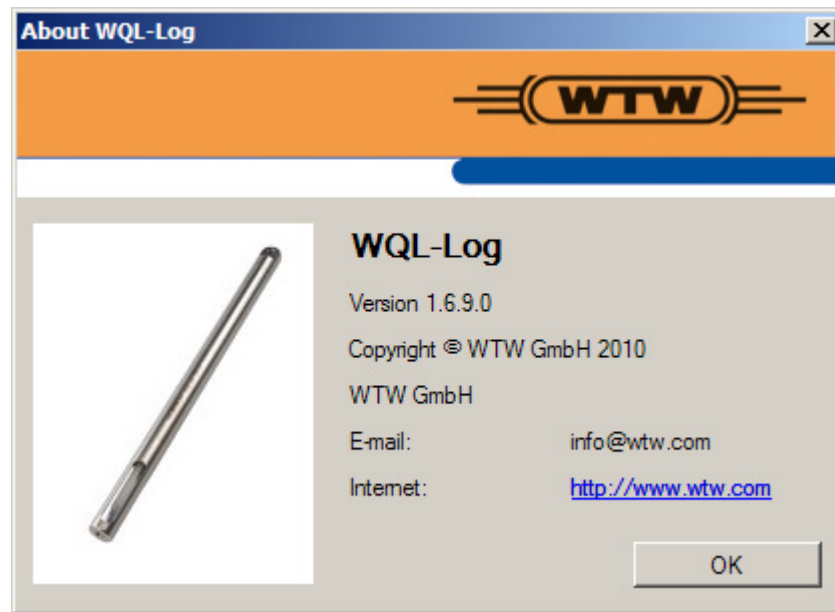 About WQL-Log
WTW
WQL-Log
Version 1.6.9.0
Copyright © WTW GmbH 2010
WTW GmbH
E-mail: info@wtw.com
Internet: http://www.wtw.com
OK